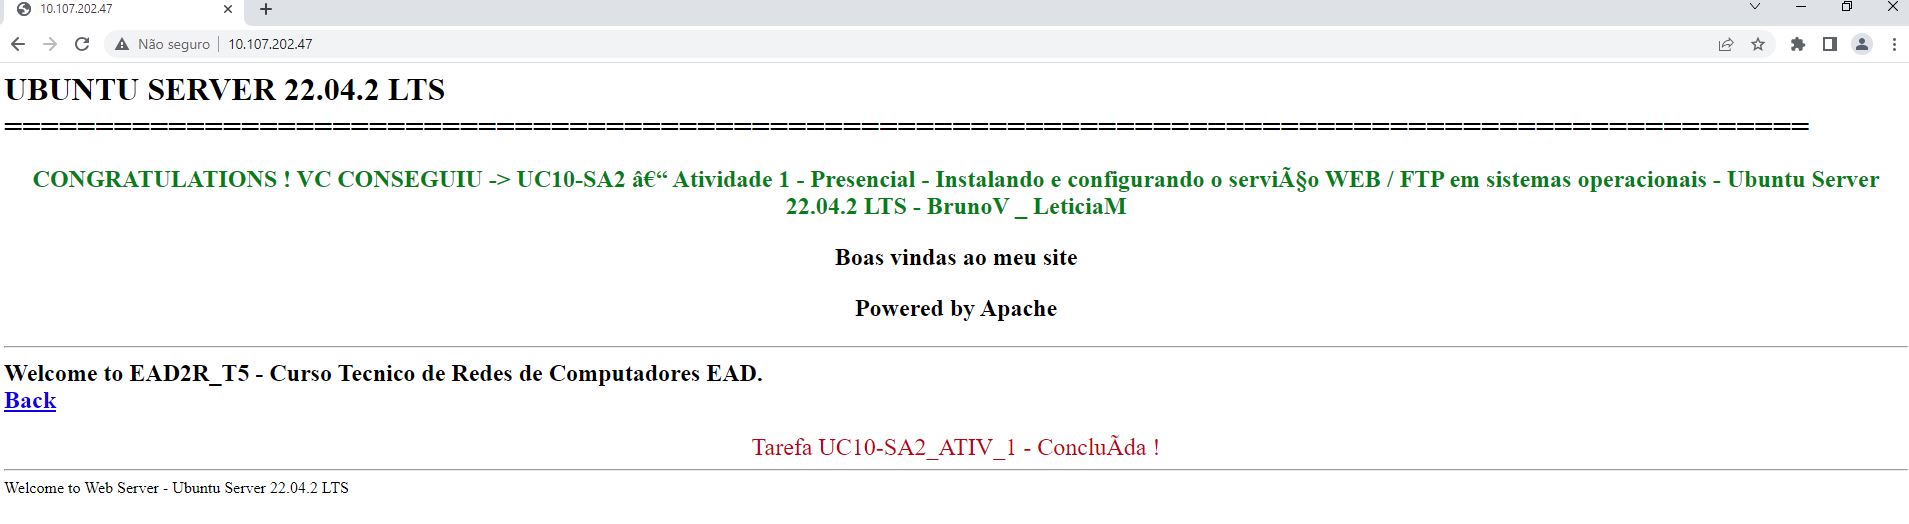 10.107.202.47
Não seguro 10.107.202.47
UBUNTU SERVER 22.04.2 LTS
====================================================================================================
CONGRATULATIONS ! VC CONSEGUIU -> UC10-SA2 â€“ Atividade 1 - Presencial - Instalando e configurando o serviÃ§o WEB / FTP em sistemas operacionais - Ubuntu Server
22.04.2 LTS - BrunoV _ LeticiaM
Boas vindas ao meu site
Powered by Apache
Welcome to EAD2R_T5 - Curso Tecnico de Redes de Computadores EAD.
Back
Tarefa UC10-SA2_ATIV_1 - ConcluÃda !
Welcome to Web Server - Ubuntu Server 22.04.2 LTS